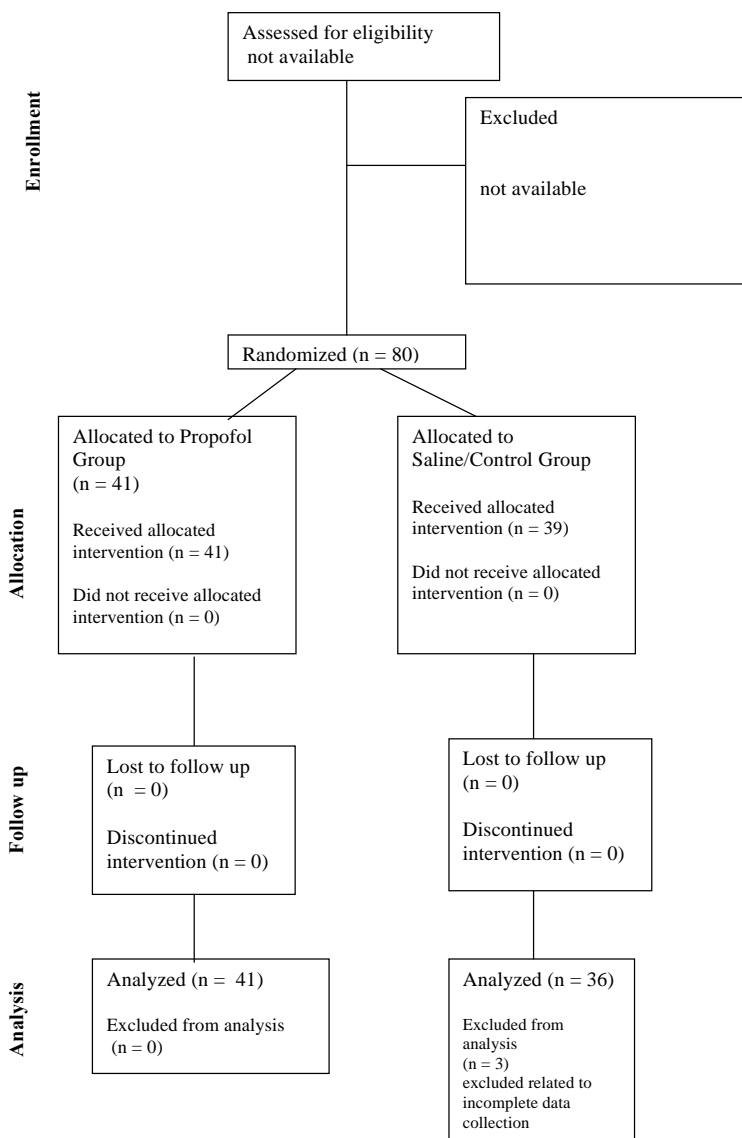 Assessed for eligibility
not available
Enrollment
Excluded
not available
Randomized (n = 80)
Allocation
Allocated to Propofol
Group
(n = 41)
Received allocated
intervention (n = 41)
Did not receive allocated
intervention (n = 0)
Allocated to
Saline/Control Group
Received allocated
intervention (n = 39)
Did not receive allocated
intervention (n = 0)
Follow up
Lost to follow up
(n = 0)
Discontinued
intervention (n = 0)
Lost to follow up
(n = 0)
Discontinued
intervention (n = 0)
Analysis
Analyzed (n = 41)
Excluded from analysis
(n = 0)
Analyzed (n = 36)
Excluded from
analysis
(n = 3)
excluded related to
incomplete data
collection